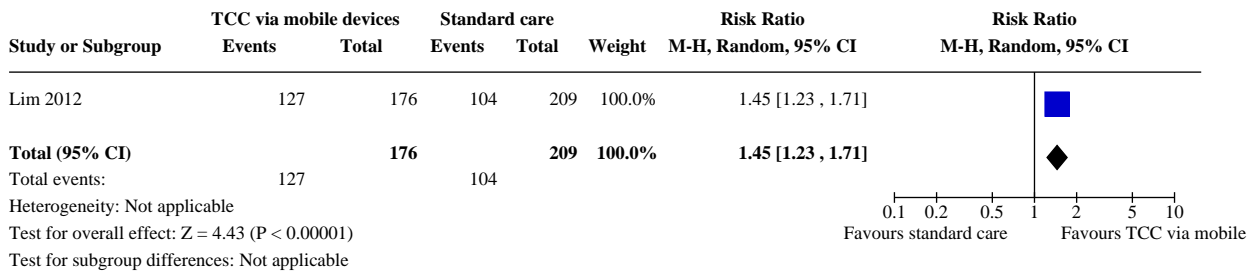 TCC via mobile devices Standard care Risk Ratio Risk Ratio
Study or Subgroup Events Total Events Total Weight M-H, Random, 95% CI M-H, Random, 95% CI
Lim 2012 127 176 104 209 100.0% 1.45 [1.23 , 1.71]
Total (95% CI) 176 209 100.0% 1.45 [1.23 , 1.71]
Total events: 127 104
Heterogeneity: Not applicable
0.1 0.2 0.5 1 2 5 10
Test for overall effect: Z = 4.43 (P < 0.00001)
Favours standard care Favours TCC via mobile
Test for subgroup differences: Not applicable